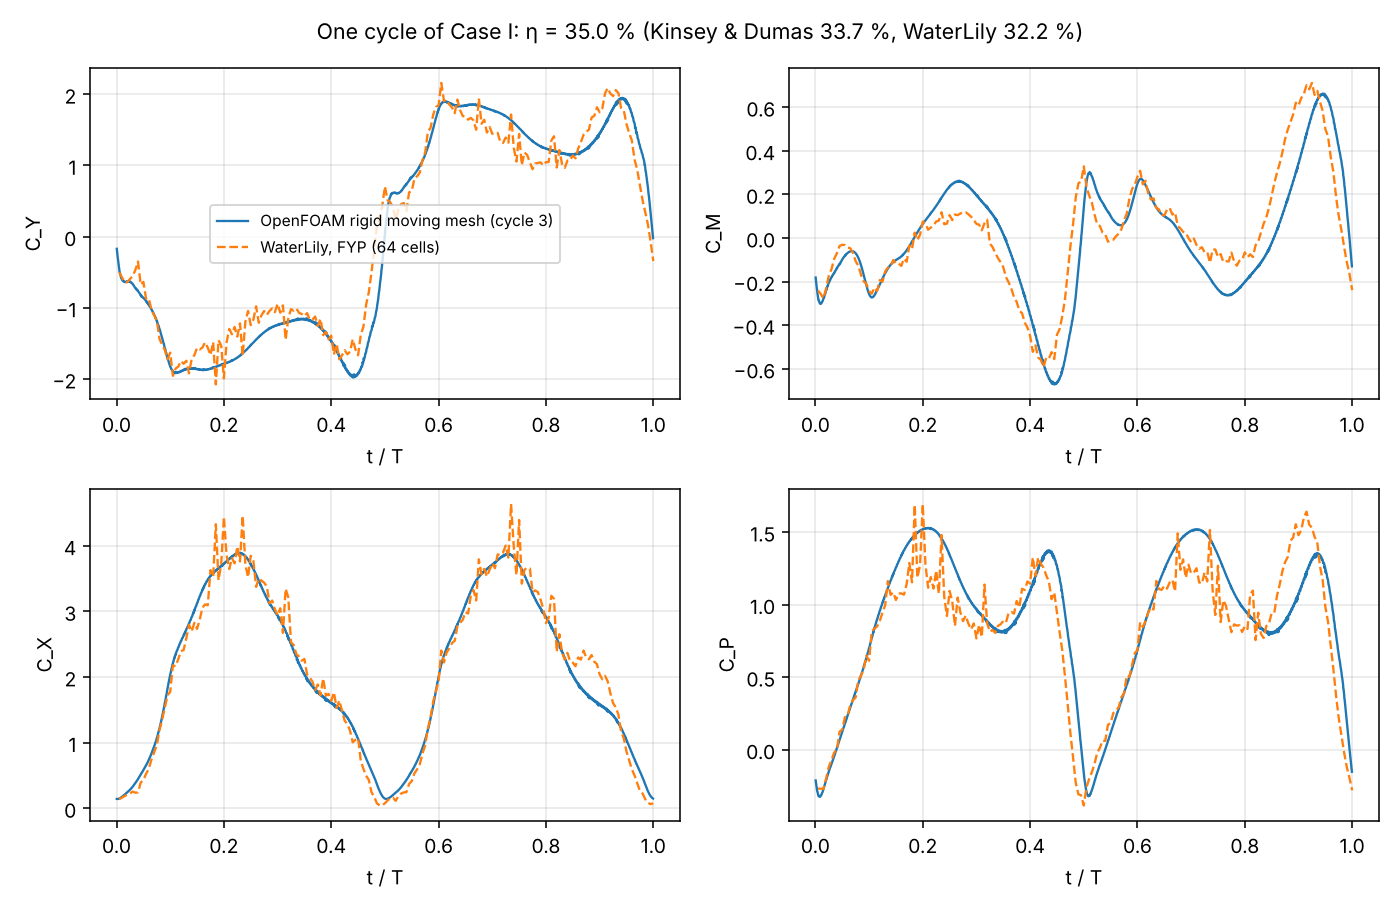 One cycle of Case I: η = 35.0 % (Kinsey & Dumas 33.7 %, WaterLily 32.2 %)
C_Y
2
1
0
−1
−2
OpenFOAM rigid moving mesh (cycle 3)
WaterLily, FYP (64 cells)
0.0 0.2 0.4 0.6 0.8 1.0
t / T
C_M
0.6
0.4
0.2
0.0
−0.2
−0.4
−0.6
0.0 0.2 0.4 0.6 0.8 1.0
t / T
C_X
4
3
2
1
0
0.0 0.2 0.4 0.6 0.8 1.0
t / T
C_P
1.5
1.0
0.5
0.0
0.0 0.2 0.4 0.6 0.8 1.0
t / T